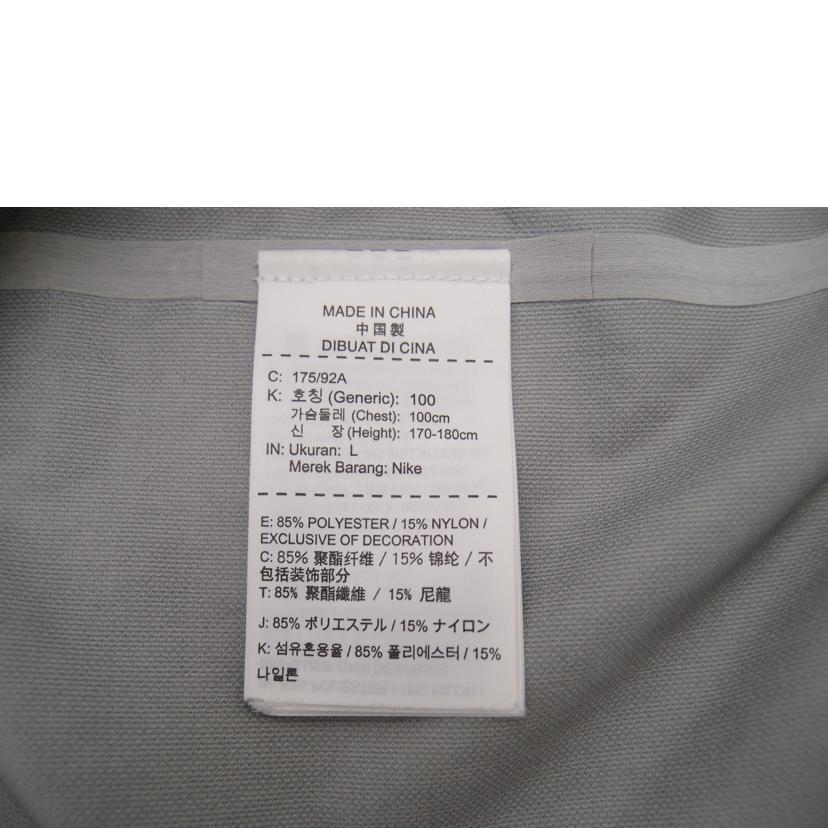 MADE IN CHINA
中国製
DIBUAT DI CINA
C: 175/92A
K: 호칭 (Generic): 100
가슴둘레 (Chest): 100cm
신 장 (Height): 170-180cm
IN: Ukuran: L
Merek Barang: Nike
E: 85% POLYESTER / 15% NYLON /
EXCLUSIVE OF DECORATION
C: 85% 聚酯纤维 / 15% 锦纶 / 不
包括装饰部分
T: 85% 聚酯纖維 / 15% 尼龍
J: 85% ポリエステル / 15% ナイロン
K: 섬유혼용율 / 85% 폴리에스터 / 15%
나일론